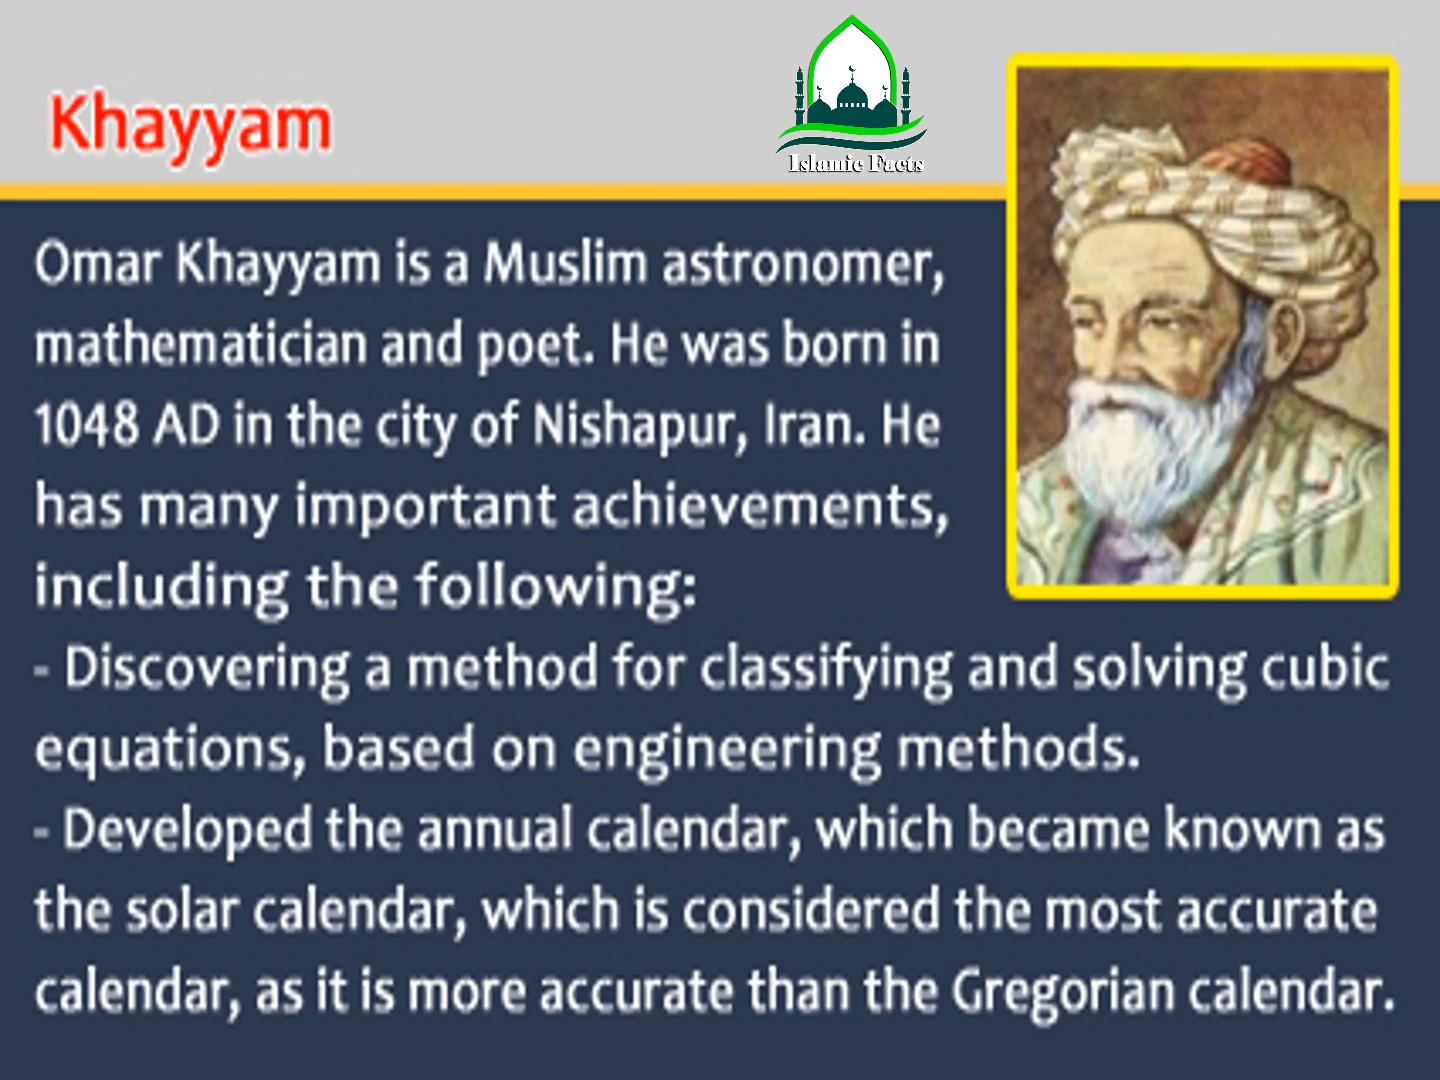 Khayyam
Islamic Facts
Omar Khayyam is a Muslim astronomer,
mathematician and poet. He was born in
1048 AD in the city of Nishapur, Iran. He
has many important achievements,
including the following:
- Discovering a method for classifying and solving cubic
equations, based on engineering methods.
- Developed the annual calendar, which became known as
the solar calendar, which is considered the most accurate
calendar, as it is more accurate than the Gregorian calendar.